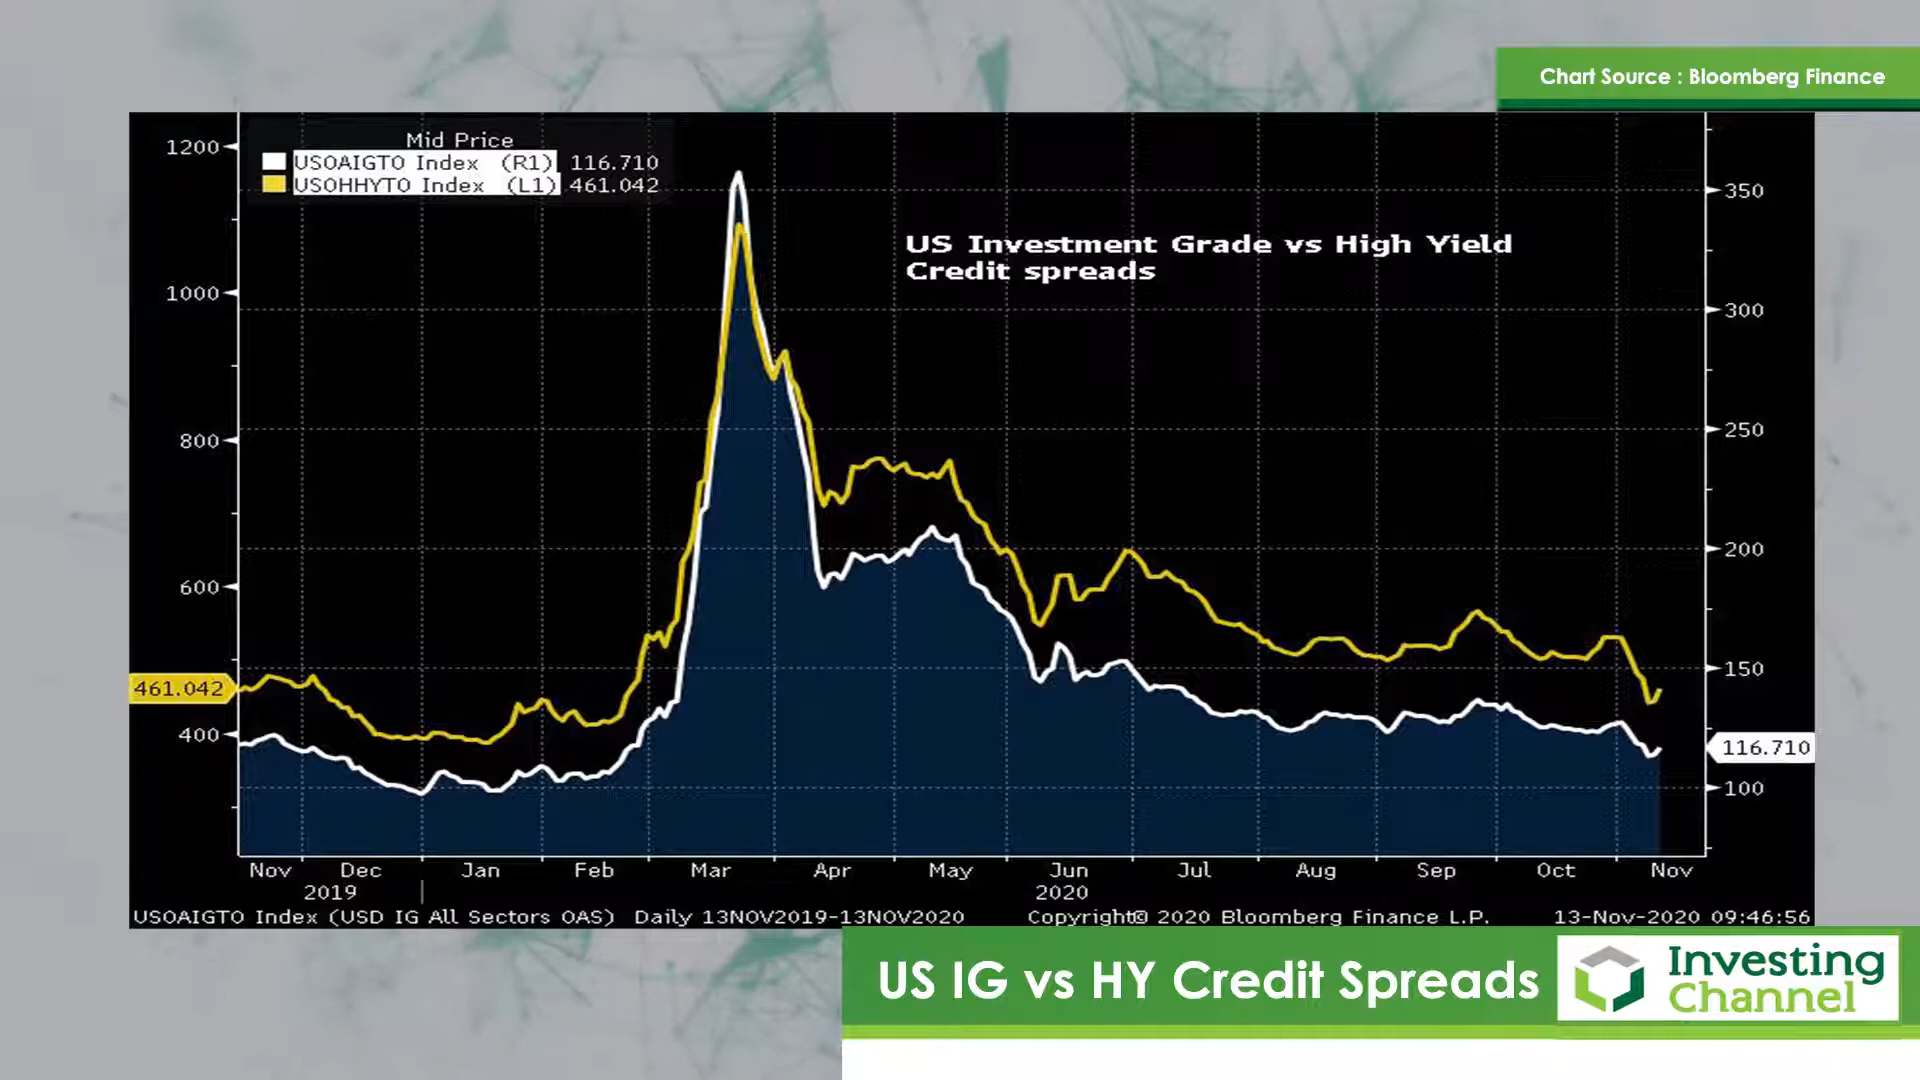 Chart Source : Bloomberg Finance
Mid Price
USOAIGTO Index (R1) 116.710
USOHHYTO Index (L1) 461.042
US Investment Grade vs High Yield
Credit spreads
1200
1000
800
600
461.042
400
350
300
250
200
150
116.710
100
Nov Dec Jan Feb Mar Apr May Jun Jul Aug Sep Oct Nov
2019 2020
USOAIGTO Index (USD IG All Sectors OAS) Daily 13NOV2019-13NOV2020 Copyright© 2020 Bloomberg Finance L.P. 13-Nov-2020 09:46:56
US IG vs HY Credit Spreads
Investing
Channel